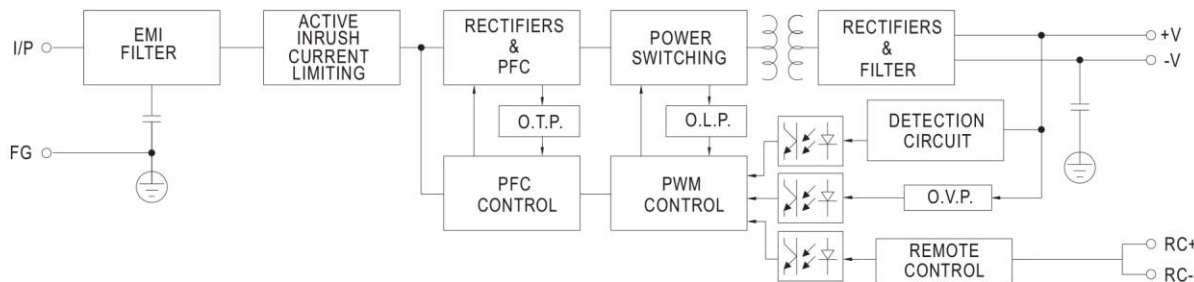 I/P
EMI
FILTER
ACTIVE
INRUSH
CURRENT
LIMITING
RECTIFIERS
&
PFC
POWER
SWITCHING
RECTIFIERS
&
FILTER
+V
-V
O.T.P.
O.L.P.
DETECTION
CIRCUIT
FG
PFC
CONTROL
PWM
CONTROL
O.V.P.
REMOTE
CONTROL
RC+
RC-